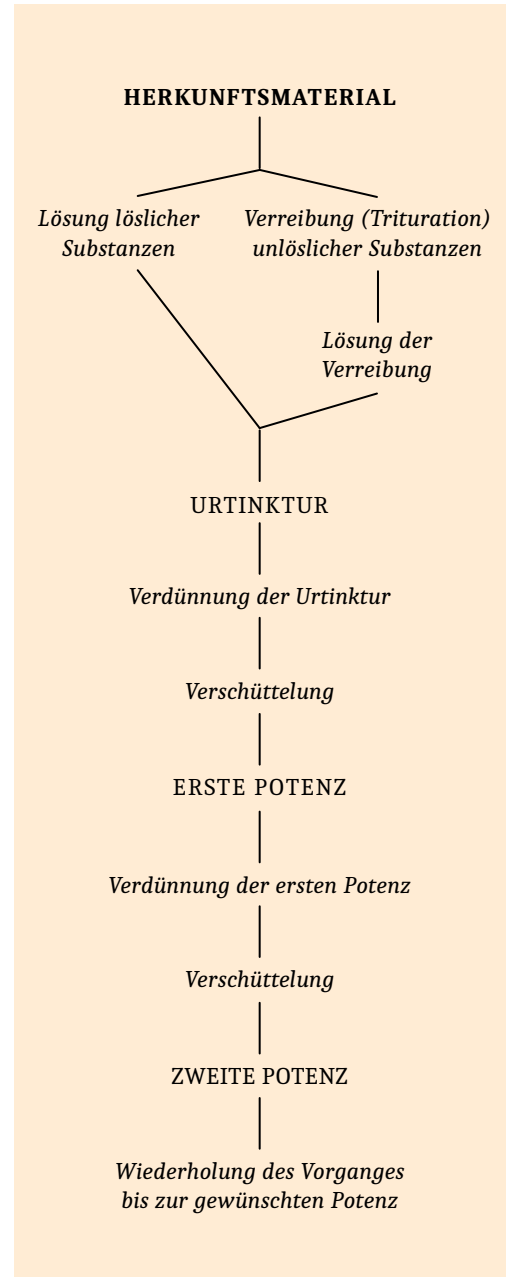 HERKUNFTSMATERIAL
Lösung löslicher
Substanzen
Verreibung (Trituration)
unlöslicher Substanzen
Lösung der
Verreibung
URTINKTUR
Verdünnung der Urtinktur
Verschüttelung
ERSTE POTENZ
Verdünnung der ersten Potenz
Verschüttelung
ZWEITE POTENZ
Wiederholung des Vorganges
bis zur gewünschten Potenz